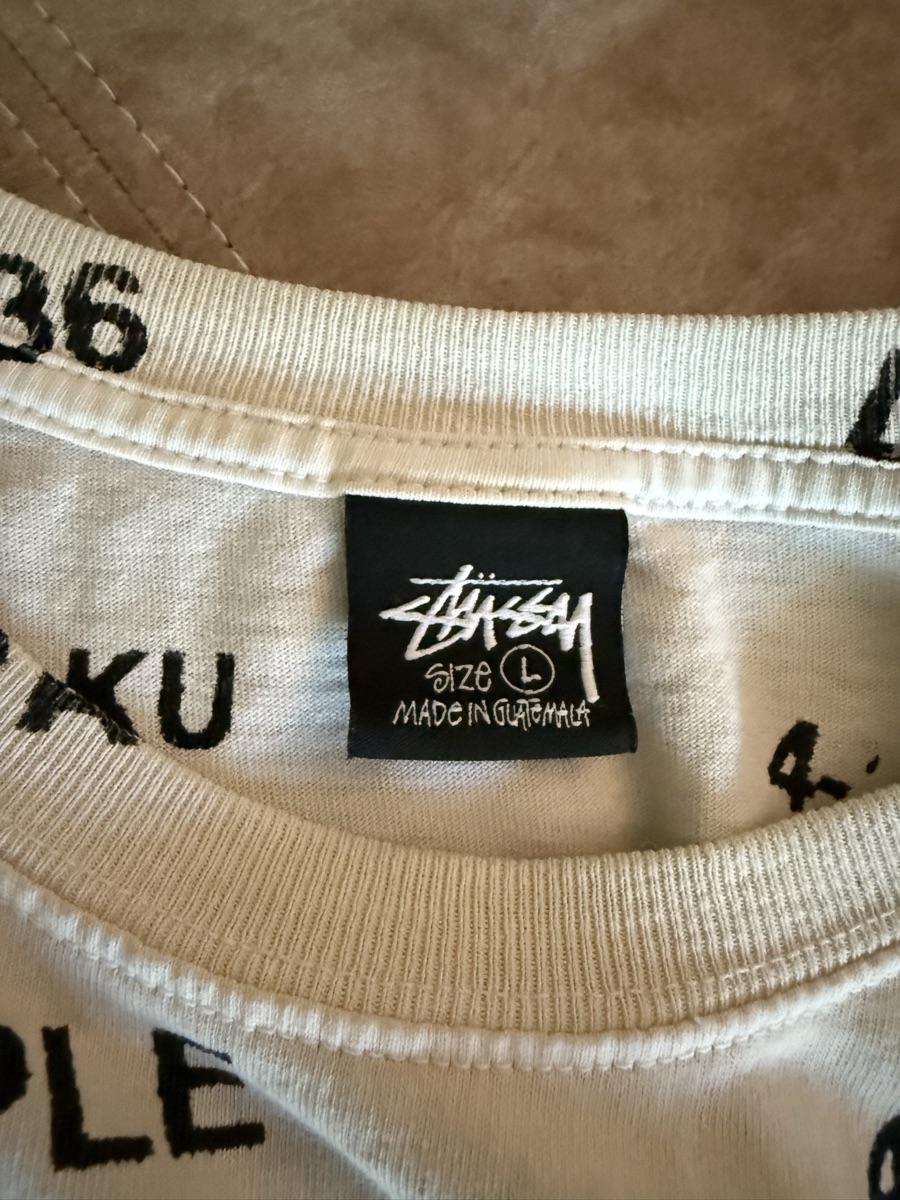 36
STÜSSY
SIZE L
MADE IN GUATEMALA
KU
&
PLE